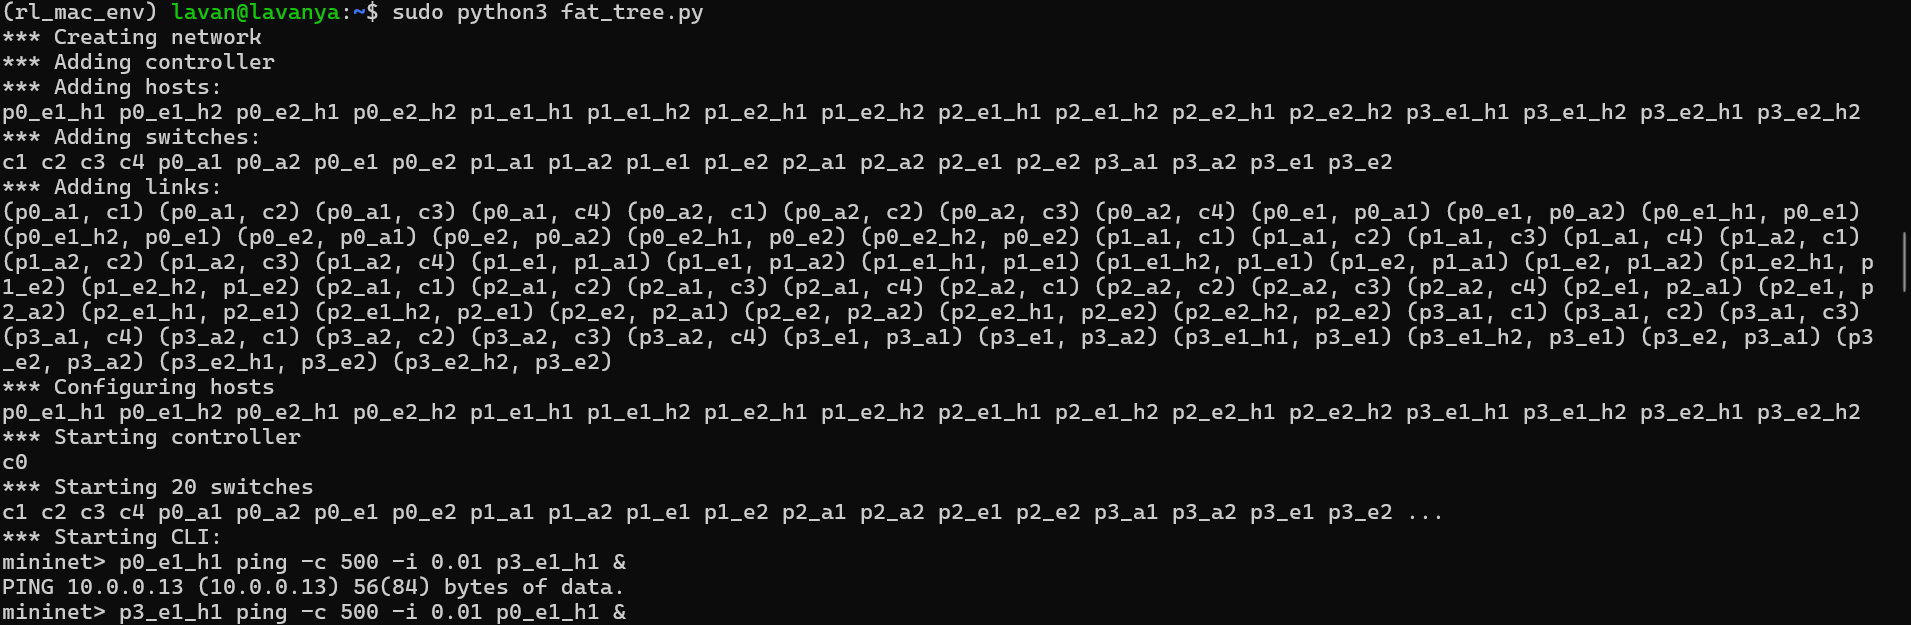 (rl_mac_env) lavan@lavanya:~$ sudo python3 fat_tree.py
*** Creating network
*** Adding controller
*** Adding hosts:
p0_e1_h1 p0_e1_h2 p0_e2_h1 p0_e2_h2 p1_e1_h1 p1_e1_h2 p1_e2_h1 p1_e2_h2 p2_e1_h1 p2_e1_h2 p2_e2_h1 p2_e2_h2 p3_e1_h1 p3_e1_h2 p3_e2_h1 p3_e2_h2
*** Adding switches:
c1 c2 c3 c4 p0_a1 p0_a2 p0_e1 p0_e2 p1_a1 p1_a2 p1_e1 p1_e2 p2_a1 p2_a2 p2_e1 p2_e2 p3_a1 p3_a2 p3_e1 p3_e2
*** Adding links:
(p0_a1, c1) (p0_a1, c2) (p0_a1, c3) (p0_a1, c4) (p0_a2, c1) (p0_a2, c2) (p0_a2, c3) (p0_a2, c4) (p0_e1, p0_a1) (p0_e1, p0_a2) (p0_e1_h1, p0_e1)
(p0_e1_h2, p0_e1) (p0_e2, p0_a1) (p0_e2, p0_a2) (p0_e2_h1, p0_e2) (p0_e2_h2, p0_e2) (p1_a1, c1) (p1_a1, c2) (p1_a1, c3) (p1_a1, c4) (p1_a2, c1)
(p1_a2, c2) (p1_a2, c3) (p1_a2, c4) (p1_e1, p1_a1) (p1_e1, p1_a2) (p1_e1_h1, p1_e1) (p1_e1_h2, p1_e1) (p1_e2, p1_a1) (p1_e2, p1_a2) (p1_e2_h1, p
1_e2) (p1_e2_h2, p1_e2) (p2_a1, c1) (p2_a1, c2) (p2_a1, c3) (p2_a1, c4) (p2_a2, c1) (p2_a2, c2) (p2_a2, c3) (p2_a2, c4) (p2_e1, p2_a1) (p2_e1, p
2_a2) (p2_e1_h1, p2_e1) (p2_e1_h2, p2_e1) (p2_e2, p2_a1) (p2_e2, p2_a2) (p2_e2_h1, p2_e2) (p2_e2_h2, p2_e2) (p3_a1, c1) (p3_a1, c2) (p3_a1, c3)
(p3_a1, c4) (p3_a2, c1) (p3_a2, c2) (p3_a2, c3) (p3_a2, c4) (p3_e1, p3_a1) (p3_e1, p3_a2) (p3_e1_h1, p3_e1) (p3_e1_h2, p3_e1) (p3_e2, p3_a1) (p3
_e2, p3_a2) (p3_e2_h1, p3_e2) (p3_e2_h2, p3_e2)
*** Configuring hosts
p0_e1_h1 p0_e1_h2 p0_e2_h1 p0_e2_h2 p1_e1_h1 p1_e1_h2 p1_e2_h1 p1_e2_h2 p2_e1_h1 p2_e1_h2 p2_e2_h1 p2_e2_h2 p3_e1_h1 p3_e1_h2 p3_e2_h1 p3_e2_h2
*** Starting controller
c0
*** Starting 20 switches
c1 c2 c3 c4 p0_a1 p0_a2 p0_e1 p0_e2 p1_a1 p1_a2 p1_e1 p1_e2 p2_a1 p2_a2 p2_e1 p2_e2 p3_a1 p3_a2 p3_e1 p3_e2 ...
*** Starting CLI:
mininet> p0_e1_h1 ping -c 500 -i 0.01 p3_e1_h1 &
PING 10.0.0.13 (10.0.0.13) 56(84) bytes of data.
mininet> p3_e1_h1 ping -c 500 -i 0.01 p0_e1_h1 &